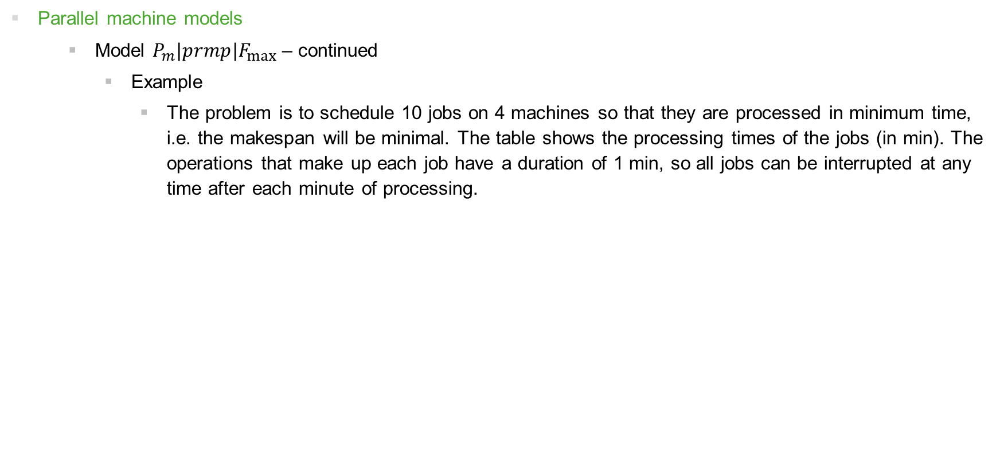 Parallel machine models
Model P_m|prmp|F_max – continued
Example
The problem is to schedule 10 jobs on 4 machines so that they are processed in minimum time,
i.e. the makespan will be minimal. The table shows the processing times of the jobs (in min). The
operations that make up each job have a duration of 1 min, so all jobs can be interrupted at any
time after each minute of processing.